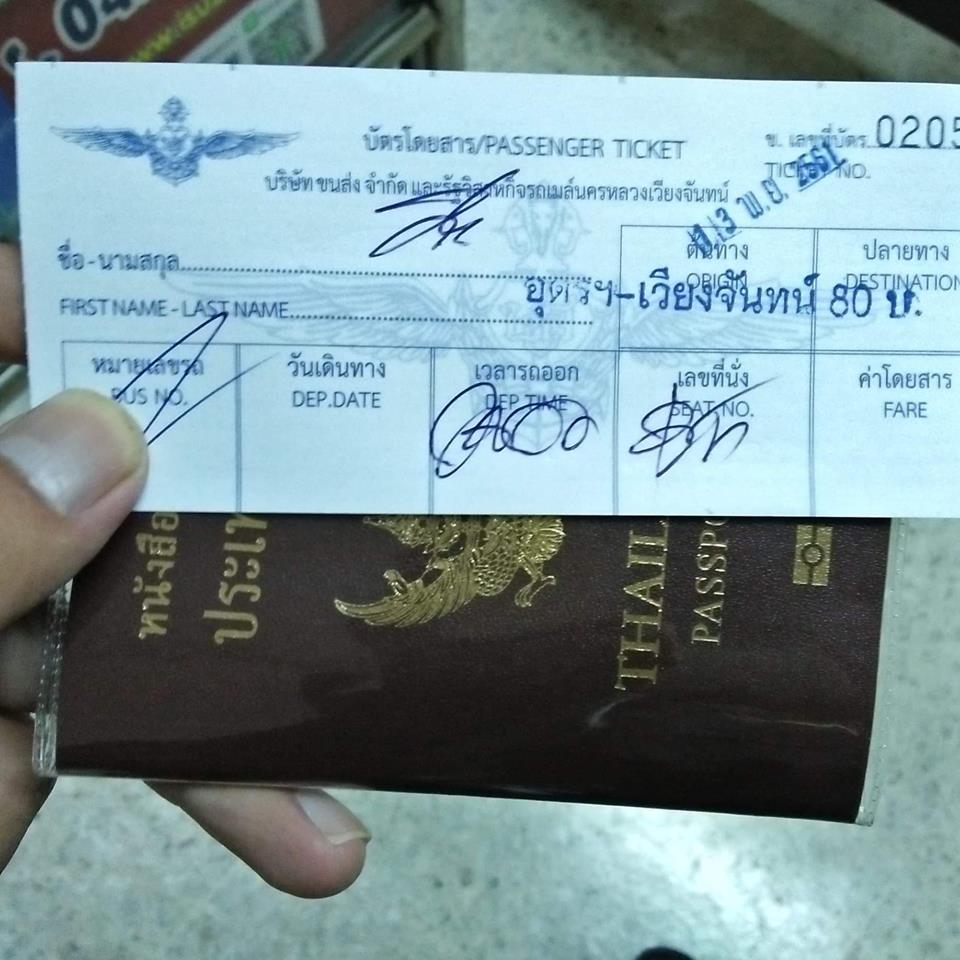 บัตรโดยสาร/PASSENGER TICKET
ข. เลขที่บัตร 0205
TICKET NO.
บริษัท ขนส่ง จำกัด และรัฐวิสาหกิจรถเมล์นครหลวงเวียงจันทน์
13 พ.ย. 2561
ชื่อ - นามสกุล
FIRST NAME - LAST NAME
ต้นทาง
ORIGIN
ปลายทาง
DESTINATION
อุดรฯ-เวียงจันทน์ 80 บ.
หมายเลขรถ
BUS NO.
วันเดินทาง
DEP.DATE
เวลารถออก
DEP.TIME
เลขที่นั่ง
SEAT NO.
ค่าโดยสาร
FARE
หนังสือ
ประเท
THAIL
PASSPO